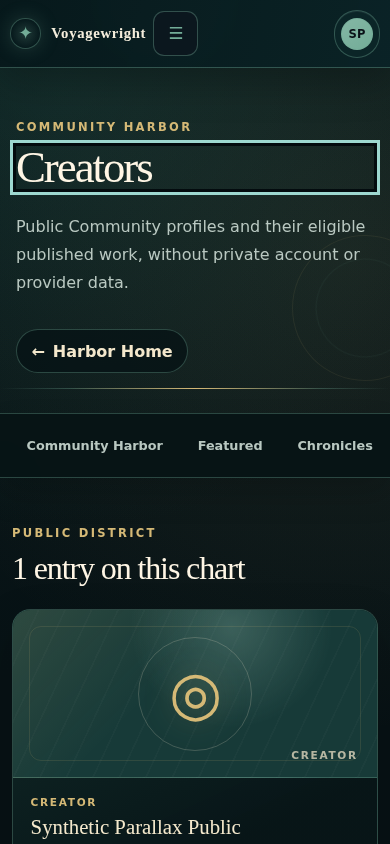 Voyagewright
SP
COMMUNITY HARBOR
Creators
Public Community profiles and their eligible
published work, without private account or
provider data.
← Harbor Home
Community Harbor Featured Chronicles
PUBLIC DISTRICT
1 entry on this chart
CREATOR
CREATOR
Synthetic Parallax Public